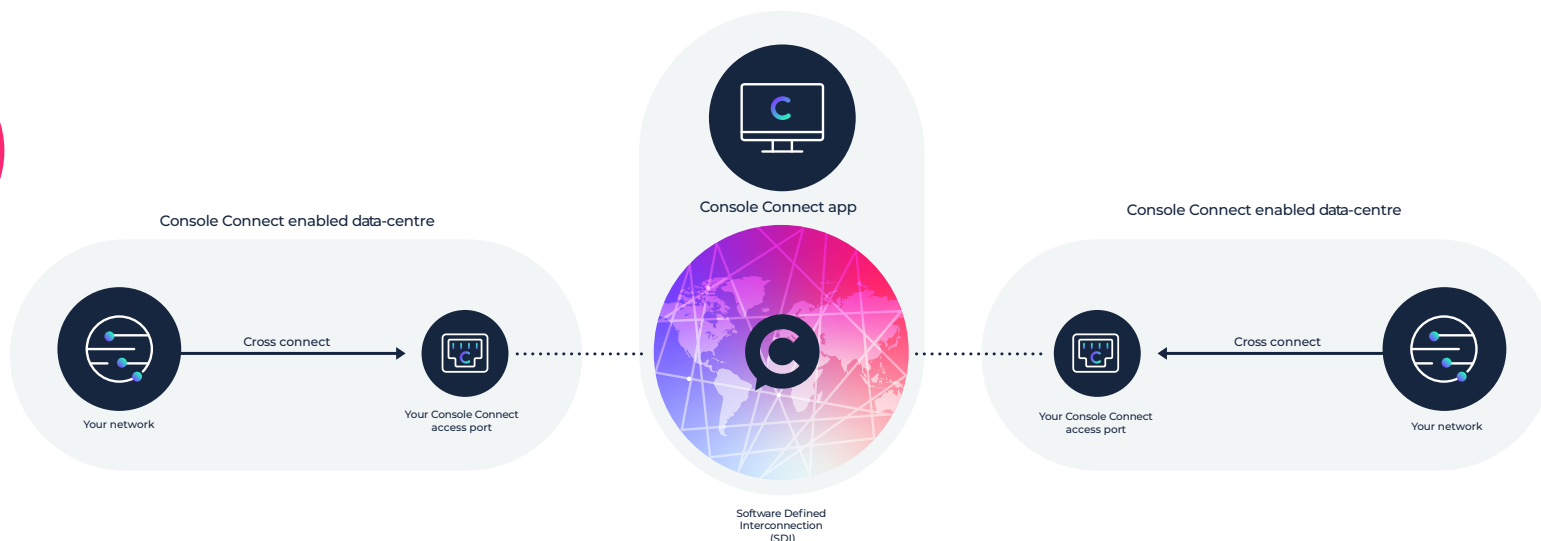 Console Connect app
Console Connect enabled data-centre
Cross connect
Your network
Your Console Connect
access port
Console Connect enabled data-centre
Cross connect
Your Console Connect
access port
Your network
Software Defined
Interconnection
(SDI)